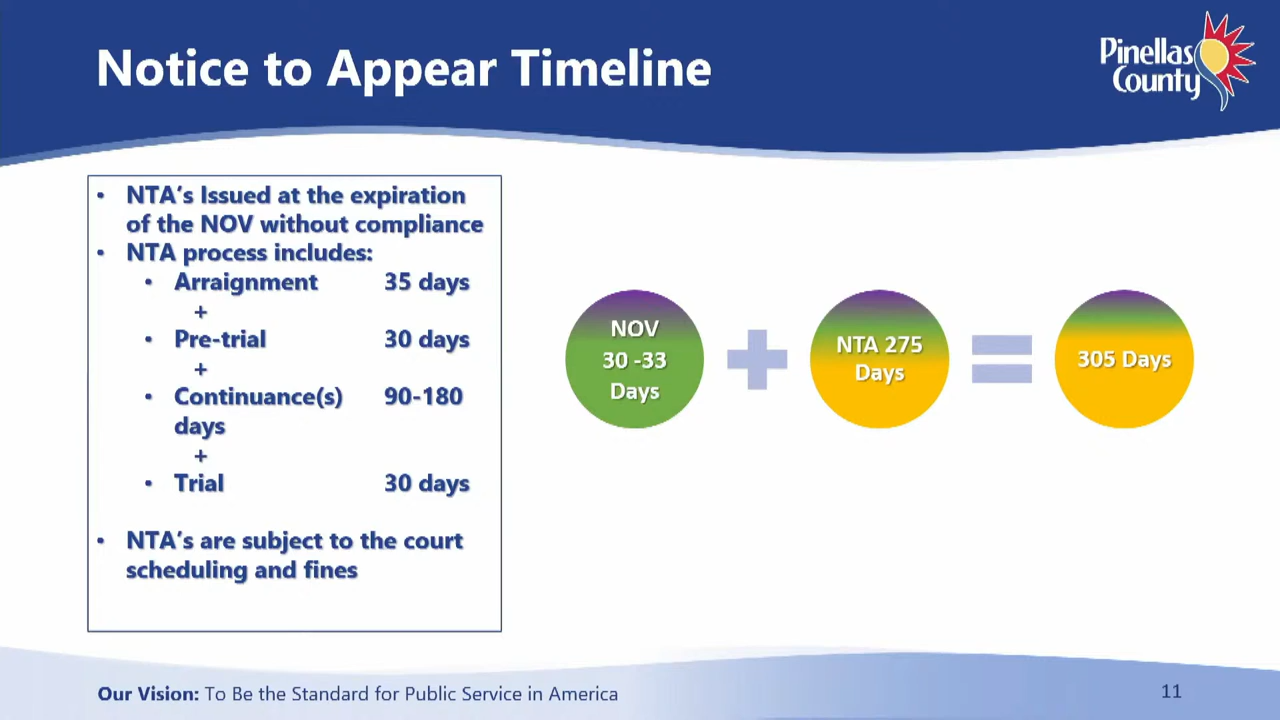 Notice to Appear Timeline
Pinellas
County
• NTA's Issued at the expiration
of the NOV without compliance
• NTA process includes:
• Arraignment 35 days
+
• Pre-trial 30 days
+
• Continuance(s) 90-180
days
+
• Trial 30 days
• NTA's are subject to the court
scheduling and fines
NOV
30 -33
Days
+
NTA 275
Days
=
305 Days
Our Vision: To Be the Standard for Public Service in America
11